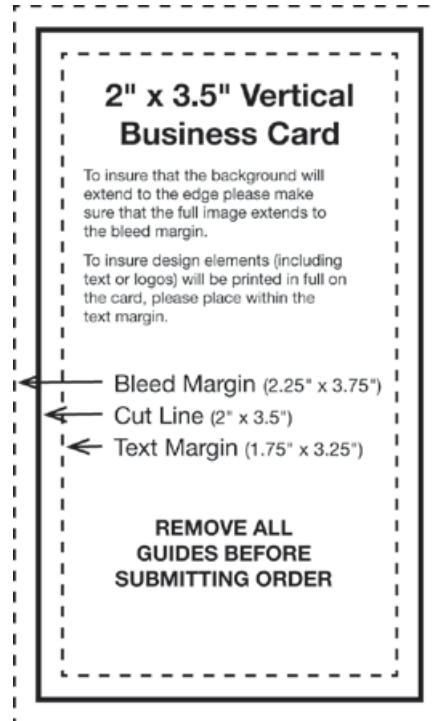 2" x 3.5" Vertical
Business Card
To insure that the background will
extend to the edge please make
sure that the full image extends to
the bleed margin.
To insure design elements (including
text or logos) will be printed in full on
the card, please place within the
text margin.
Bleed Margin (2.25" x 3.75")
Cut Line (2" x 3.5")
Text Margin (1.75" x 3.25")
REMOVE ALL
GUIDES BEFORE
SUBMITTING ORDER